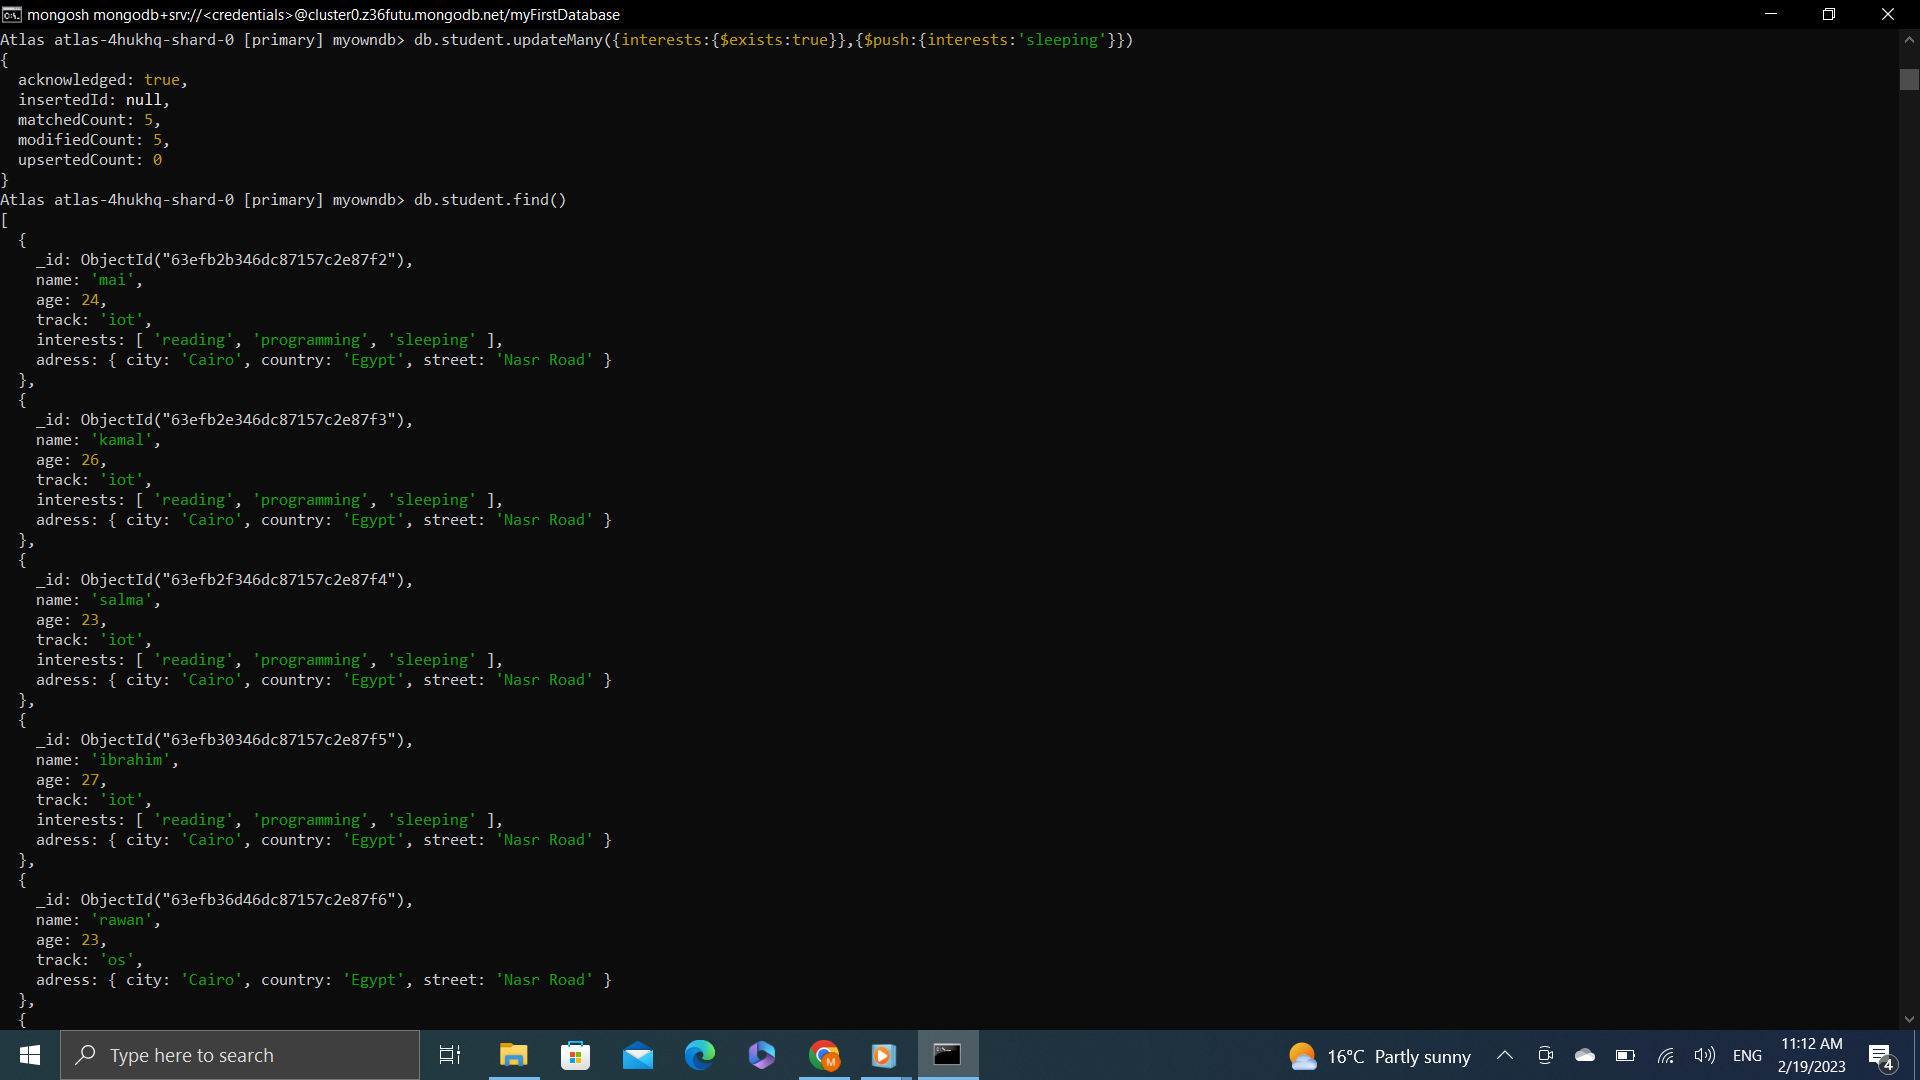 mongosh mongodb+srv://<credentials>@cluster0.z36futu.mongodb.net/myFirstDatabase
Atlas atlas-4hukhq-shard-0 [primary] myowndb> db.student.updateMany({interests:{$exists:true}},{$push:{interests:'sleeping'}})
{
  acknowledged: true,
  insertedId: null,
  matchedCount: 5,
  modifiedCount: 5,
  upsertedCount: 0
}
Atlas atlas-4hukhq-shard-0 [primary] myowndb> db.student.find()
[
  {
    _id: ObjectId("63efb2b346dc87157c2e87f2"),
    name: 'mai',
    age: 24,
    track: 'iot',
    interests: [ 'reading', 'programming', 'sleeping' ],
    adress: { city: 'Cairo', country: 'Egypt', street: 'Nasr Road' }
  },
  {
    _id: ObjectId("63efb2e346dc87157c2e87f3"),
    name: 'kamal',
    age: 26,
    track: 'iot',
    interests: [ 'reading', 'programming', 'sleeping' ],
    adress: { city: 'Cairo', country: 'Egypt', street: 'Nasr Road' }
  },
  {
    _id: ObjectId("63efb2f346dc87157c2e87f4"),
    name: 'salma',
    age: 23,
    track: 'iot',
    interests: [ 'reading', 'programming', 'sleeping' ],
    adress: { city: 'Cairo', country: 'Egypt', street: 'Nasr Road' }
  },
  {
    _id: ObjectId("63efb30346dc87157c2e87f5"),
    name: 'ibrahim',
    age: 27,
    track: 'iot',
    interests: [ 'reading', 'programming', 'sleeping' ],
    adress: { city: 'Cairo', country: 'Egypt', street: 'Nasr Road' }
  },
  {
    _id: ObjectId("63efb36d46dc87157c2e87f6"),
    name: 'rawan',
    age: 23,
    track: 'os',
    adress: { city: 'Cairo', country: 'Egypt', street: 'Nasr Road' }
  },
  {
Type here to search
16°C Partly sunny
ENG
11:12 AM
2/19/2023
4